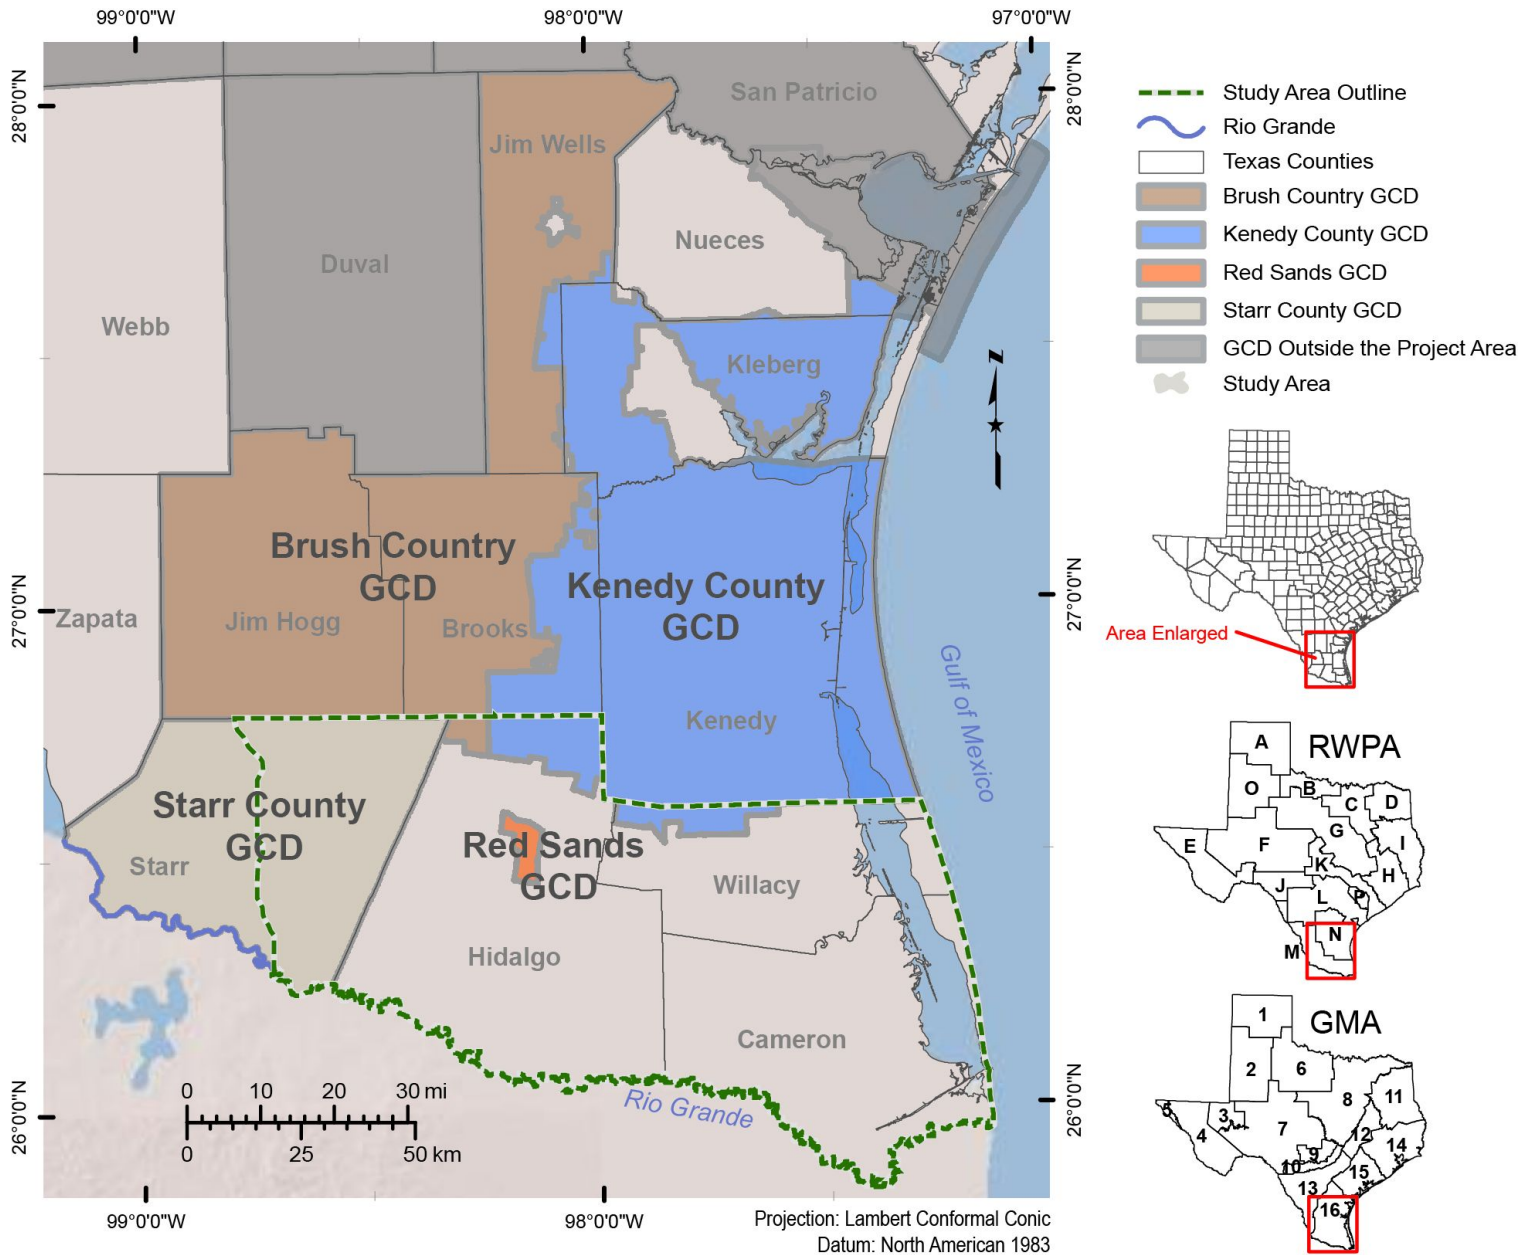 99°0'0"W
98°0'0"W
97°0'0"W
28°0'0"N
28°0'0"N
San Patricio
Jim Wells
Nueces
Duval
Webb
Kleberg
Brush Country
GCD
Kenedy County
GCD
27°0'0"N
27°0'0"N
Zapata
Jim Hogg
Brooks
Kenedy
Gulf of Mexico
Starr County
GCD
Starr
Red Sands
GCD
Willacy
Hidalgo
Cameron
Rio Grande
26°0'0"N
26°0'0"N
0 10 20 30 mi
0 25 50 km
99°0'0"W
98°0'0"W
Projection: Lambert Conformal Conic
Datum: North American 1983
Study Area Outline
Rio Grande
Texas Counties
Brush Country GCD
Kenedy County GCD
Red Sands GCD
Starr County GCD
GCD Outside the Project Area
Study Area
N
Area Enlarged
RWPA
A
O
B
C
D
G
E
F
I
K
H
J
L
P
N
M
GMA
1
2
6
8
11
5
3
4
7
12
14
9
10
15
13
16